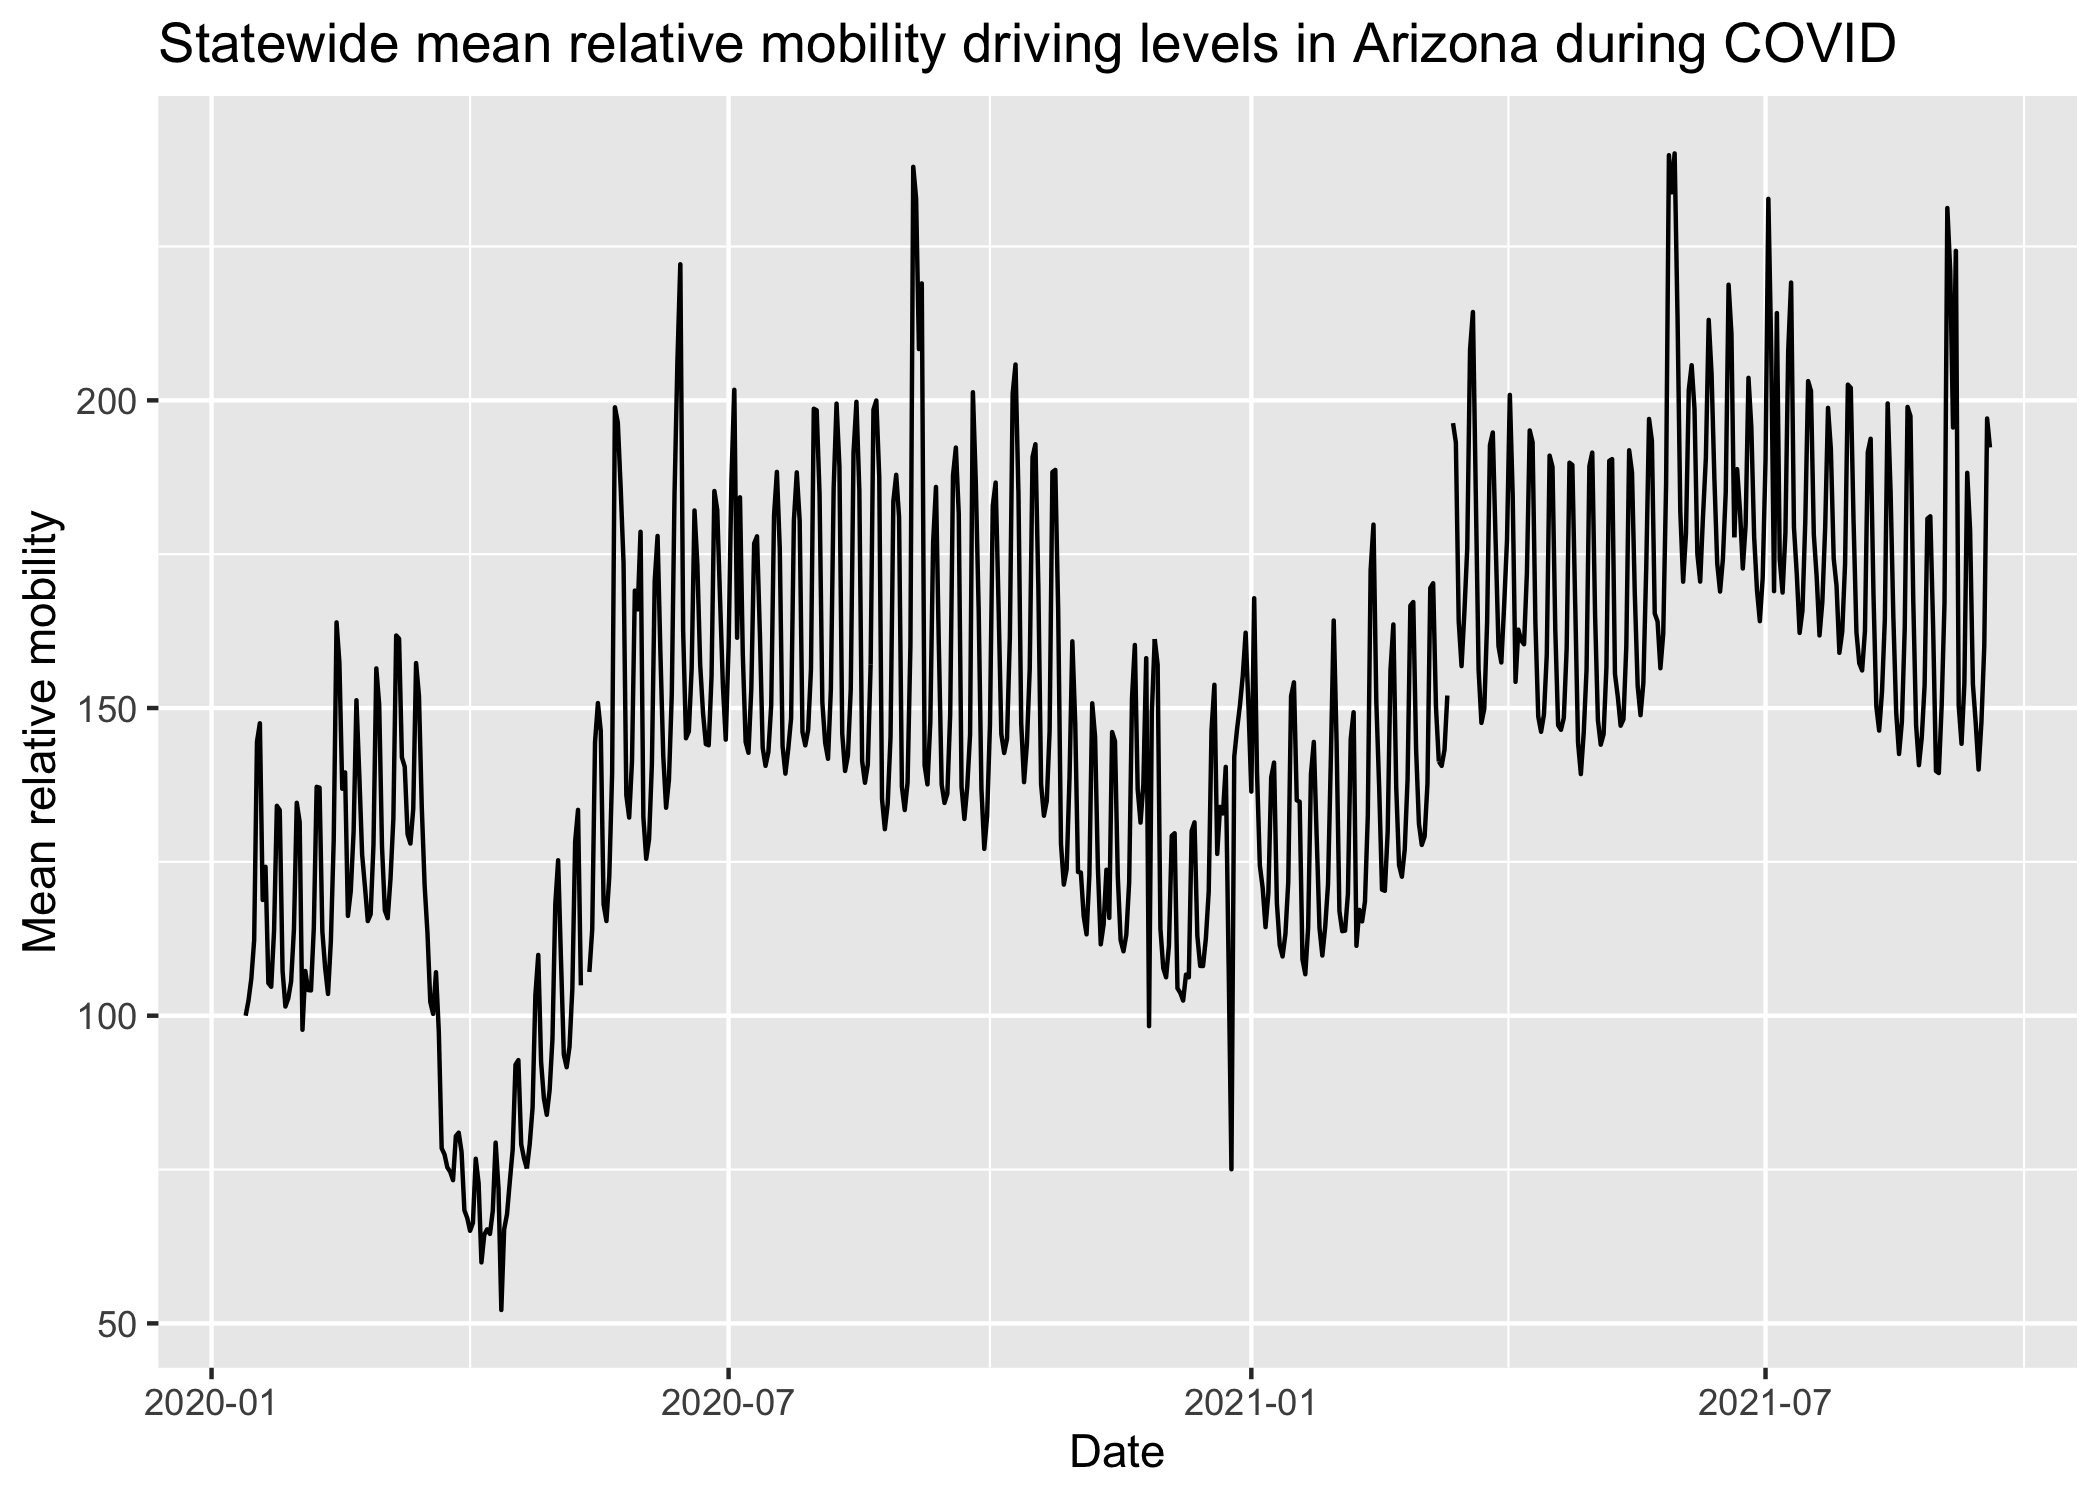 Statewide mean relative mobility driving levels in Arizona during COVID
Mean relative mobility
200
150
100
50
2020-01
2020-07
2021-01
2021-07
Date